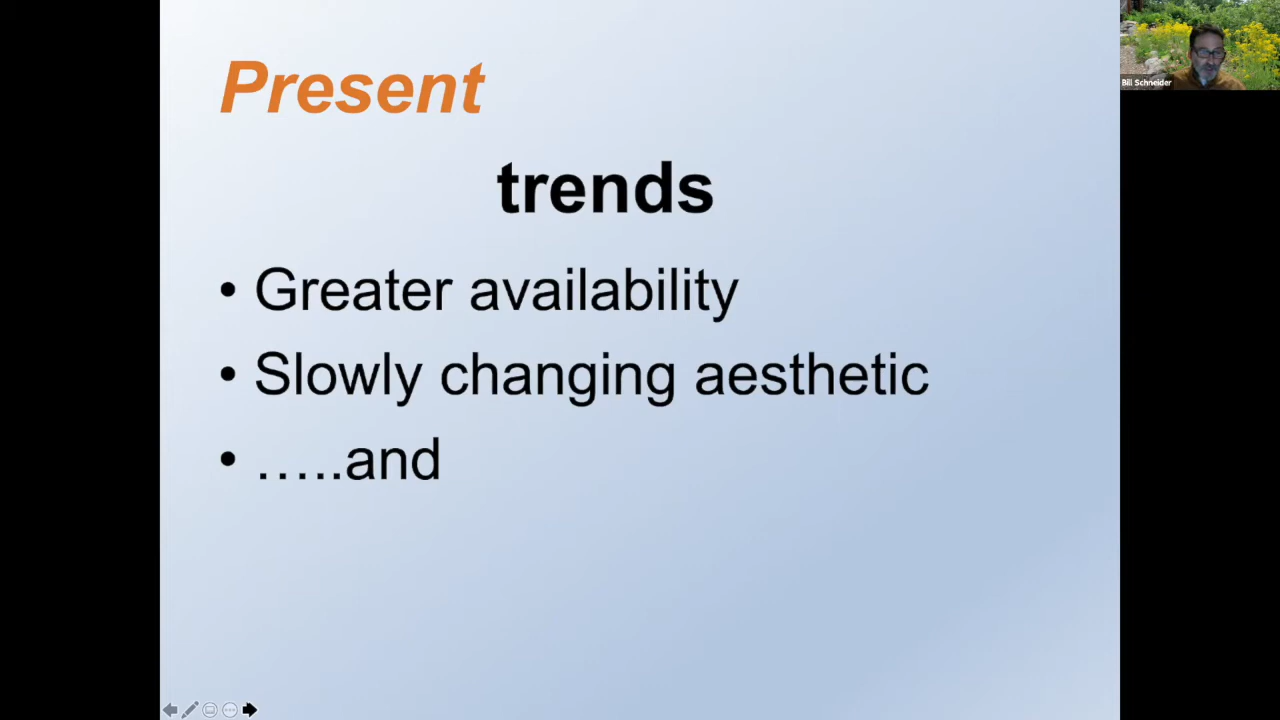 Present
trends
• Greater availability
• Slowly changing aesthetic
• …..and
Bill Schneider